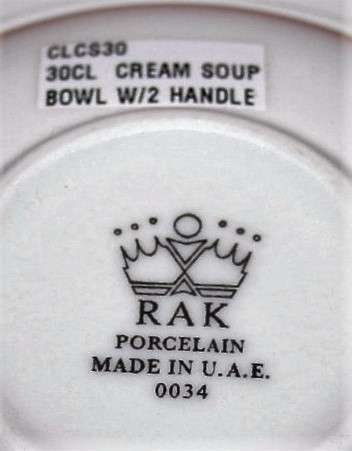 CLCS30
30CL CREAM SOUP
BOWL W/2 HANDLE
RAK
PORCELAIN
MADE IN U.A.E.
0034